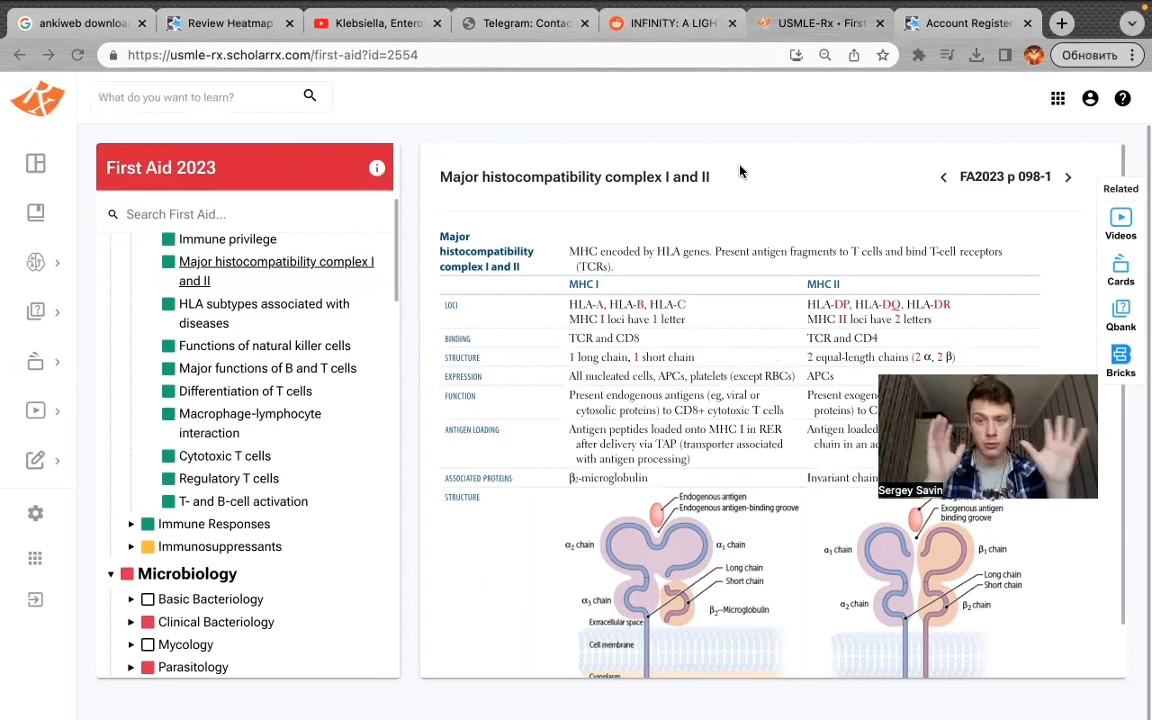 ankiweb downloa
Review Heatmap
Klebsiella, Entero
Telegram: Contac
INFINITY: A LIGH
USMLE-Rx • First
Account Register
https://usmle-rx.scholarrx.com/first-aid?id=2554
Обновить
Rx
What do you want to learn?
First Aid 2023
Search First Aid...
Immune privilege
Major histocompatibility complex I
and II
HLA subtypes associated with
diseases
Functions of natural killer cells
Major functions of B and T cells
Differentiation of T cells
Macrophage-lymphocyte
interaction
Cytotoxic T cells
Regulatory T cells
T- and B-cell activation
Immune Responses
Immunosuppressants
Microbiology
Basic Bacteriology
Clinical Bacteriology
Mycology
Parasitology
Major histocompatibility complex I and II
FA2023 p 098-1
Major
histocompatibility
complex I and II
MHC encoded by HLA genes. Present antigen fragments to T cells and bind T-cell receptors
(TCRs).
MHC I MHC II
LOCI HLA-A, HLA-B, HLA-C HLA-DP, HLA-DQ, HLA-DR
MHC I loci have 1 letter MHC II loci have 2 letters
BINDING TCR and CD8 TCR and CD4
STRUCTURE 1 long chain, 1 short chain 2 equal-length chains (2 α, 2 β)
EXPRESSION All nucleated cells, APCs, platelets (except RBCs) APCs
FUNCTION Present endogenous antigens (eg, viral or Present exogen
cytosolic proteins) to CD8+ cytotoxic T cells proteins) to C
ANTIGEN LOADING Antigen peptides loaded onto MHC I in RER Antigen loaded
after delivery via TAP (transporter associated chain in an ac
with antigen processing)
ASSOCIATED PROTEINS β2-microglobulin Invariant chain
STRUCTURE
Endogenous antigen
Endogenous antigen-binding groove
α2 chain
α1 chain
Long chain
Short chain
α3 chain
β2–Microglobulin
Extracellular space
Cell membrane
Cytoplasm
Exogenous antigen
binding groove
α1 chain
β1 chain
Long chain
Short chain
α2 chain
β2 chain
Sergey Savin
Related
Videos
Cards
Qbank
Bricks